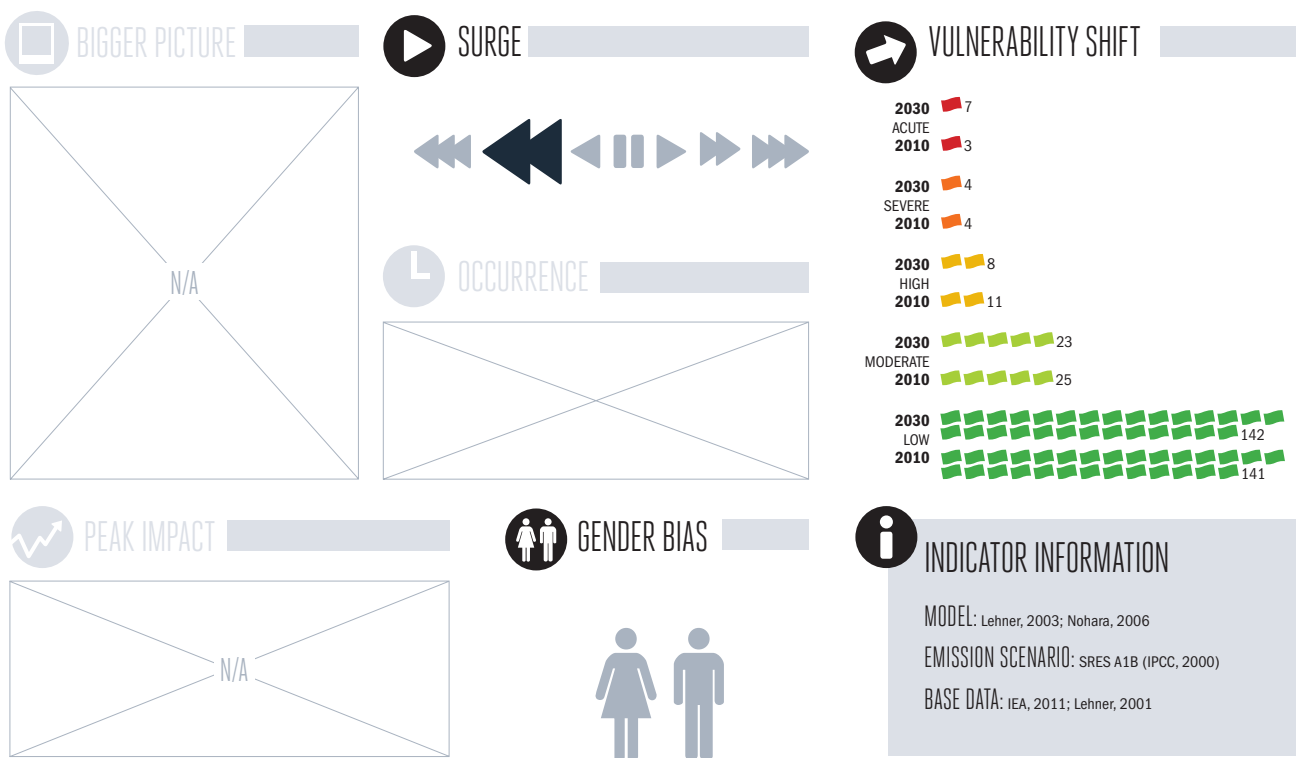 BIGGER PICTURE
N/A
SURGE
OCCURRENCE
VULNERABILITY SHIFT
2030 7
ACUTE
2010 3
2030 4
SEVERE
2010 4
2030 8
HIGH
2010 11
2030 23
MODERATE
2010 25
2030
LOW 142
2010
141
PEAK IMPACT
N/A
GENDER BIAS
INDICATOR INFORMATION
MODEL: Lehner, 2003; Nohara, 2006
EMISSION SCENARIO: SRES A1B (IPCC, 2000)
BASE DATA: IEA, 2011; Lehner, 2001